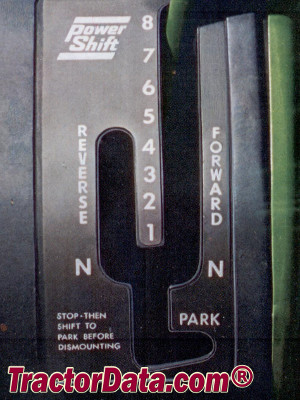 Power
Shift
8
7
6
5
4
3
2
1
REVERSE
FORWARD
N
N
STOP-THEN
SHIFT TO
PARK BEFORE
DISMOUNTING
PARK
TractorData.com®